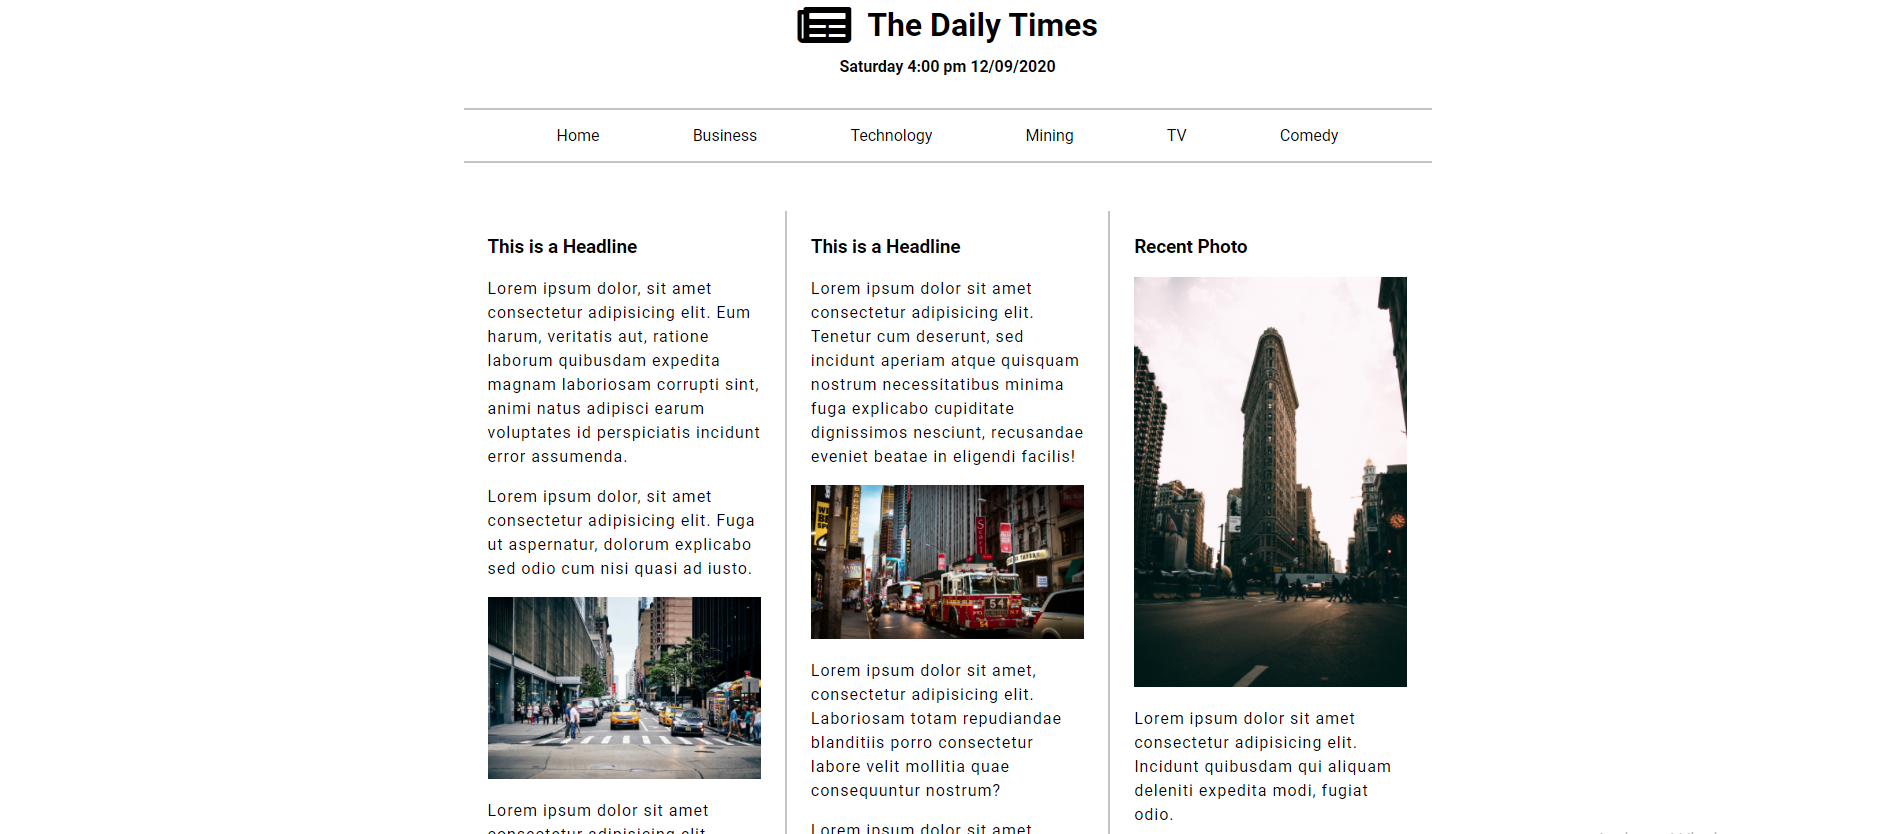 The Daily Times
Saturday 4:00 pm 12/09/2020
Home Business Technology Mining TV Comedy
This is a Headline
Lorem ipsum dolor, sit amet
consectetur adipisicing elit. Eum
harum, veritatis aut, ratione
laborum quibusdam expedita
magnam laboriosam corrupti sint,
animi natus adipisci earum
voluptates id perspiciatis incidunt
error assumenda.
Lorem ipsum dolor, sit amet
consectetur adipisicing elit. Fuga
ut aspernatur, dolorum explicabo
sed odio cum nisi quasi ad iusto.
Lorem ipsum dolor sit amet
consectetur adipisicing elit.
This is a Headline
Lorem ipsum dolor sit amet
consectetur adipisicing elit.
Tenetur cum deserunt, sed
incidunt aperiam atque quisquam
nostrum necessitatibus minima
fuga explicabo cupiditate
dignissimos nesciunt, recusandae
eveniet beatae in eligendi facilis!
54
54
Lorem ipsum dolor sit amet,
consectetur adipisicing elit.
Laboriosam totam repudiandae
blanditiis porro consectetur
labore velit mollitia quae
consequuntur nostrum?
Lorem ipsum dolor sit amet
Recent Photo
Lorem ipsum dolor sit amet
consectetur adipisicing elit.
Incidunt quibusdam qui aliquam
deleniti expedita modi, fugiat
odio.